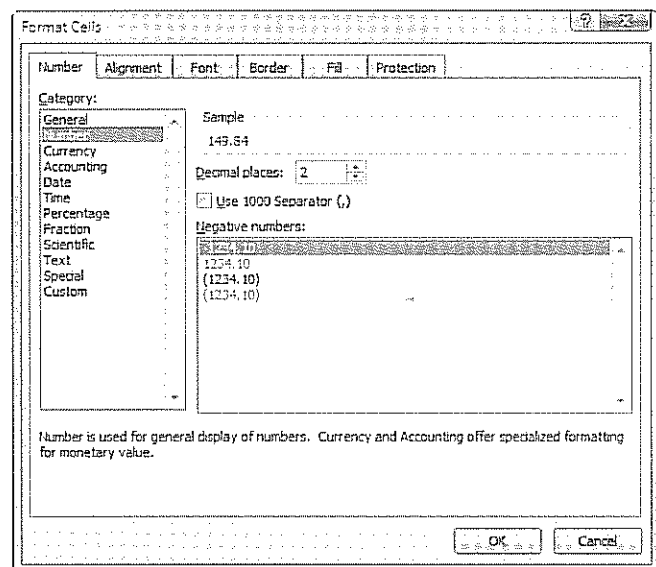 Format Cells
Number Alignment Font Border Fill Protection
Category:
General
Currency
Accounting
Date
Time
Percentage
Fraction
Scientific
Text
Special
Custom
Sample
149.84
Decimal places: 2
Use 1000 Separator (,)
Negative numbers:
1234.10
(1234.10)
(1234.10)
Number is used for general display of numbers. Currency and Accounting offer specialized formatting
for monetary value.
OK Cancel